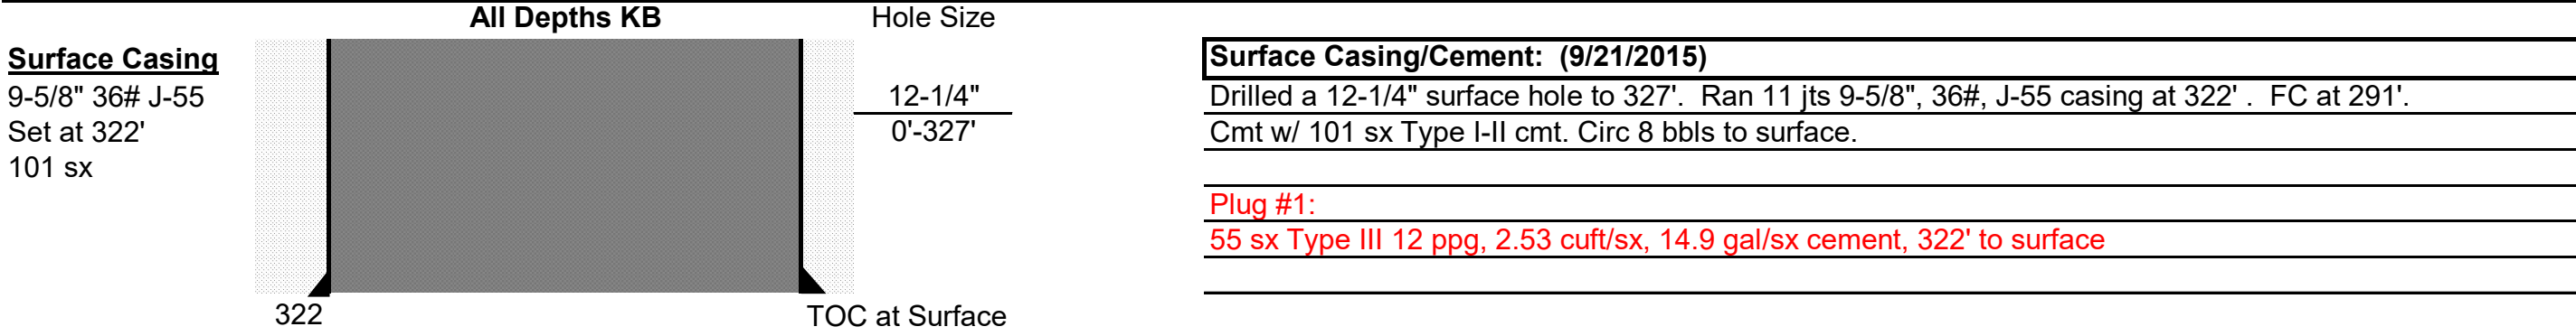 All Depths KB
Hole Size
Surface Casing
9-5/8" 36# J-55
Set at 322'
101 sx
12-1/4"
0'-327'
322
TOC at Surface
Surface Casing/Cement:  (9/21/2015)
Drilled a 12-1/4" surface hole to 327'.  Ran 11 jts 9-5/8", 36#, J-55 casing at 322' .  FC at 291'.
Cmt w/ 101 sx Type I-II cmt. Circ 8 bbls to surface.
Plug #1:
55 sx Type III 12 ppg, 2.53 cuft/sx, 14.9 gal/sx cement, 322' to surface